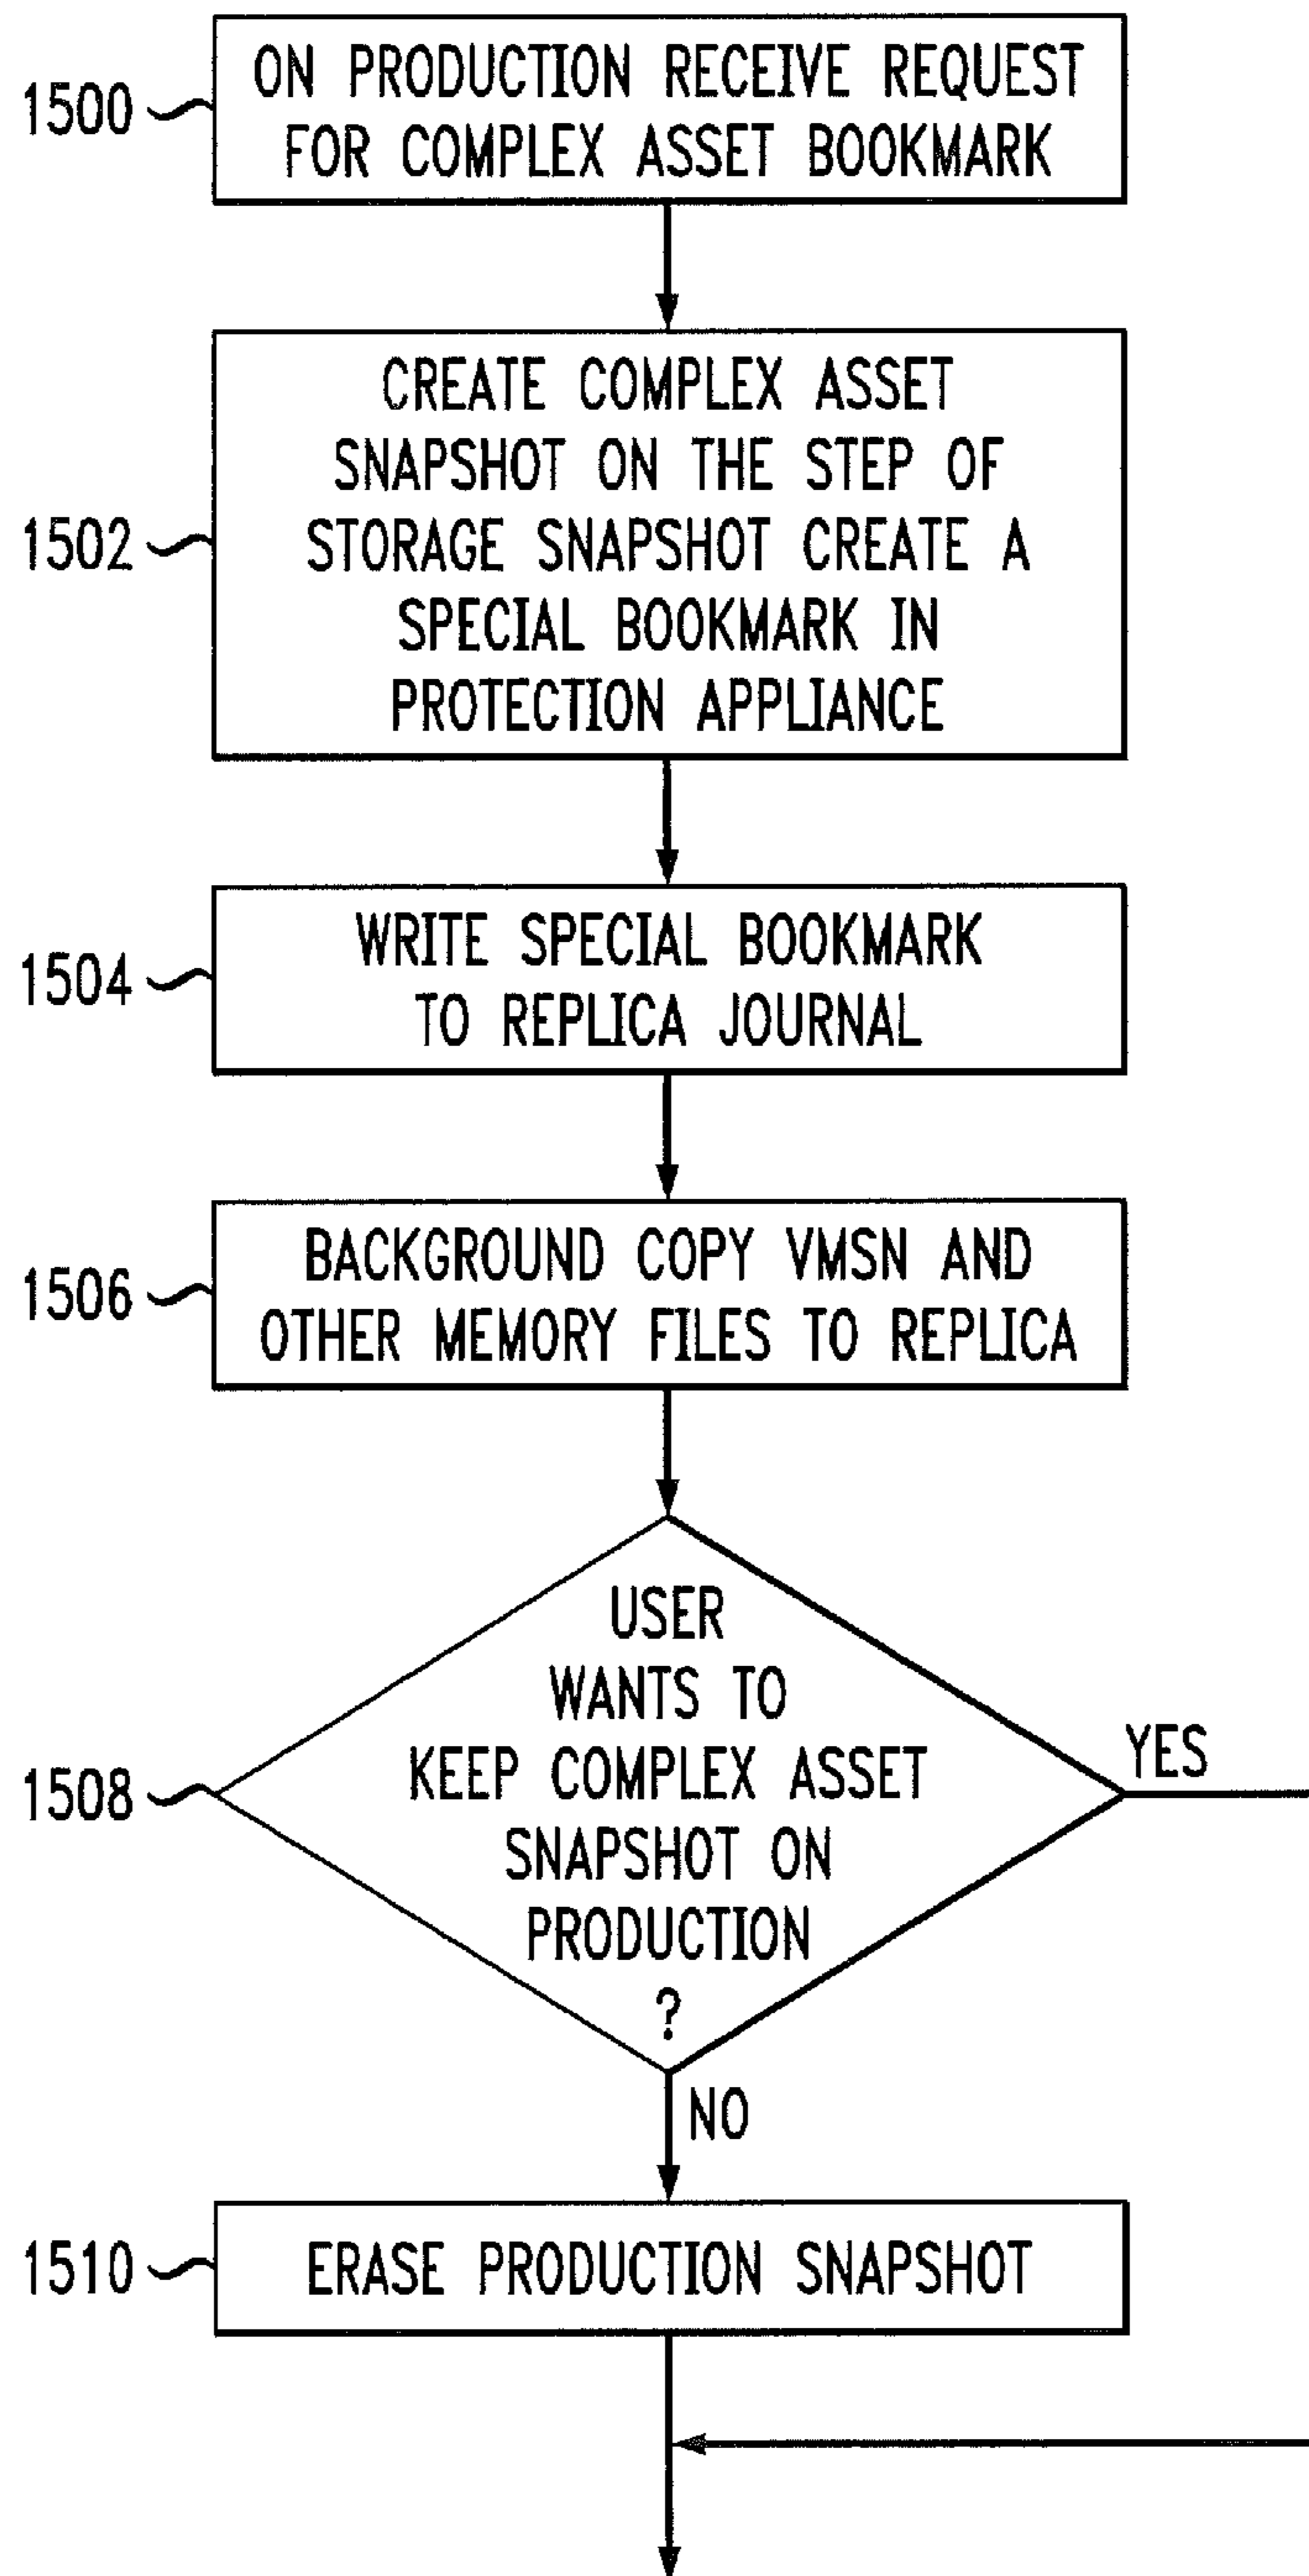 1500
ON PRODUCTION RECEIVE REQUEST
FOR COMPLEX ASSET BOOKMARK
1502
CREATE COMPLEX ASSET
SNAPSHOT ON THE STEP OF
STORAGE SNAPSHOT CREATE A
SPECIAL BOOKMARK IN
PROTECTION APPLIANCE
1504
WRITE SPECIAL BOOKMARK
TO REPLICA JOURNAL
1506
BACKGROUND COPY VMSN AND
OTHER MEMORY FILES TO REPLICA
1508
USER
WANTS TO
KEEP COMPLEX ASSET
SNAPSHOT ON
PRODUCTION
?
YES
NO
1510
ERASE PRODUCTION SNAPSHOT